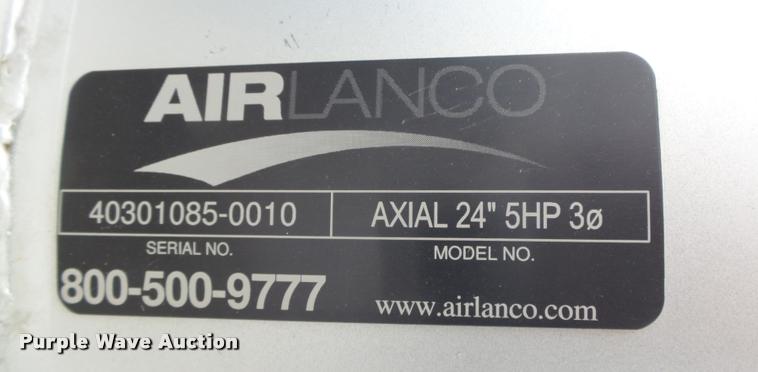 AIRLANCO
40301085-0010 AXIAL 24" 5HP 3ø
SERIAL NO. MODEL NO.
800-500-9777 www.airlanco.com
Purple Wave Auction